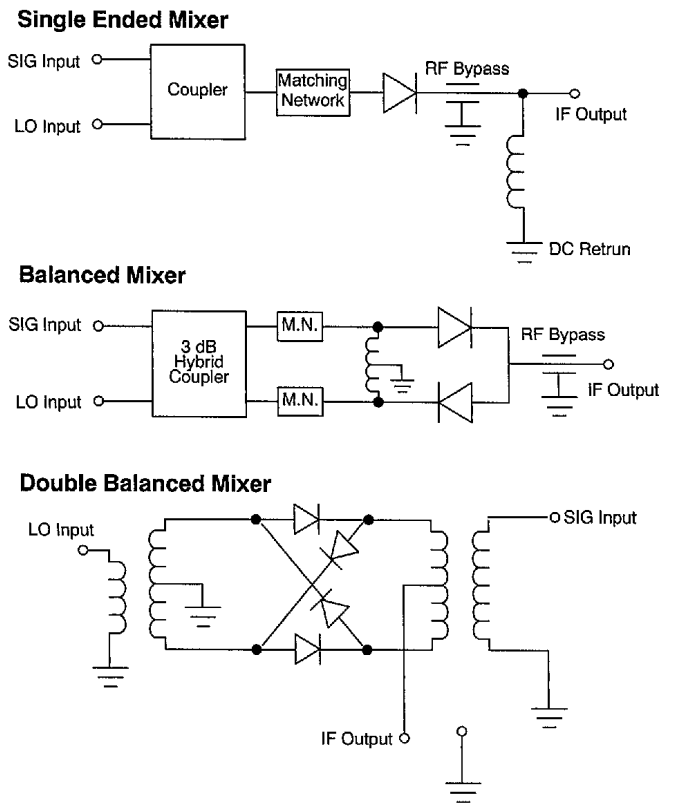 Single Ended Mixer
SIG Input
LO Input
Coupler
Matching
Network
RF Bypass
IF Output
DC Retrun
Balanced Mixer
SIG Input
LO Input
3 dB
Hybrid
Coupler
M.N.
M.N.
RF Bypass
IF Output
Double Balanced Mixer
LO Input
SIG Input
IF Output